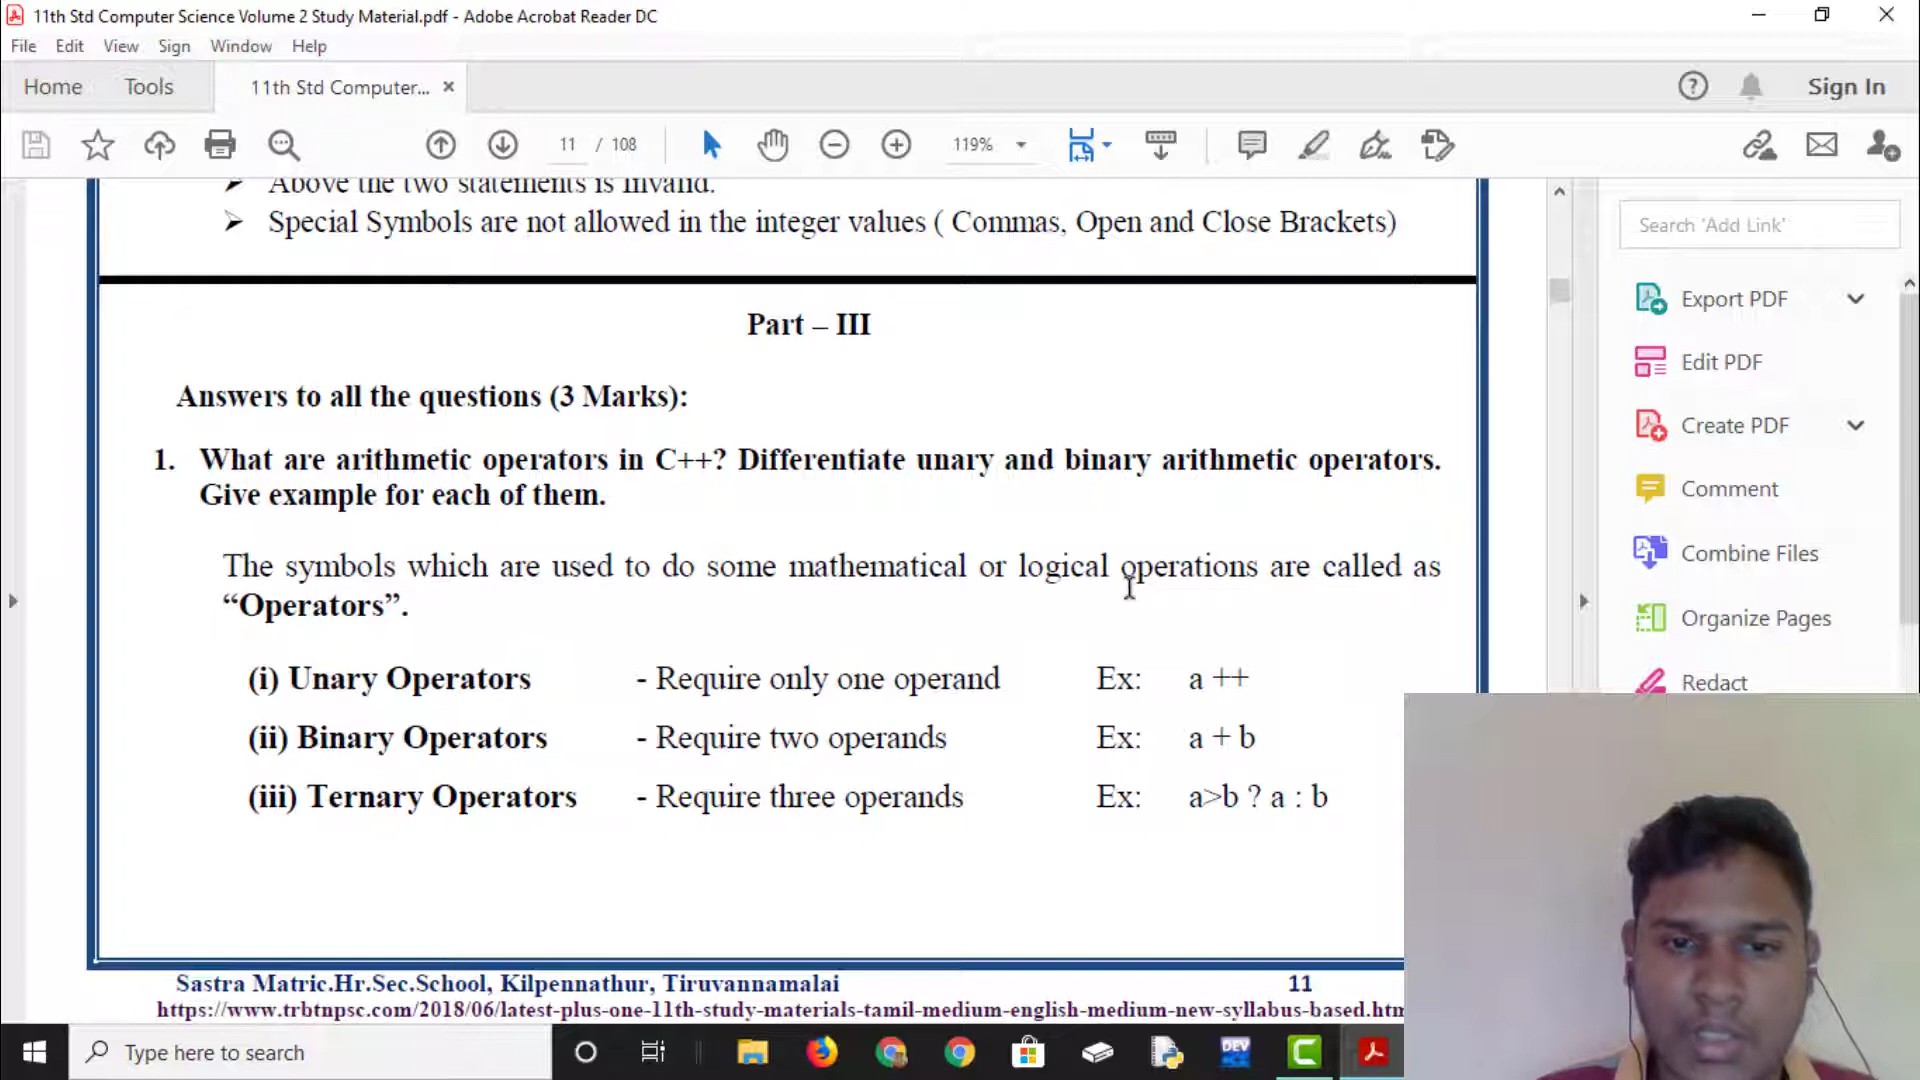 11th Std Computer Science Volume 2 Study Material.pdf - Adobe Acrobat Reader DC
File Edit View Sign Window Help
Home Tools 11th Std Computer... × Sign In
11 / 108 119%
Above the two statements is invalid.
Special Symbols are not allowed in the integer values ( Commas, Open and Close Brackets)
Part – III
Answers to all the questions (3 Marks):
1. What are arithmetic operators in C++? Differentiate unary and binary arithmetic operators.
Give example for each of them.
The symbols which are used to do some mathematical or logical operations are called as
“Operators”.
(i) Unary Operators - Require only one operand Ex: a ++
(ii) Binary Operators - Require two operands Ex: a + b
(iii) Ternary Operators - Require three operands Ex: a>b ? a : b
Sastra Matric.Hr.Sec.School, Kilpennathur, Tiruvannamalai 11
https://www.trbtnpsc.com/2018/06/latest-plus-one-11th-study-materials-tamil-medium-english-medium-new-syllabus-based.htm
Search 'Add Link'
Export PDF
Edit PDF
Create PDF
Comment
Combine Files
Organize Pages
Redact
Type here to search
DEV